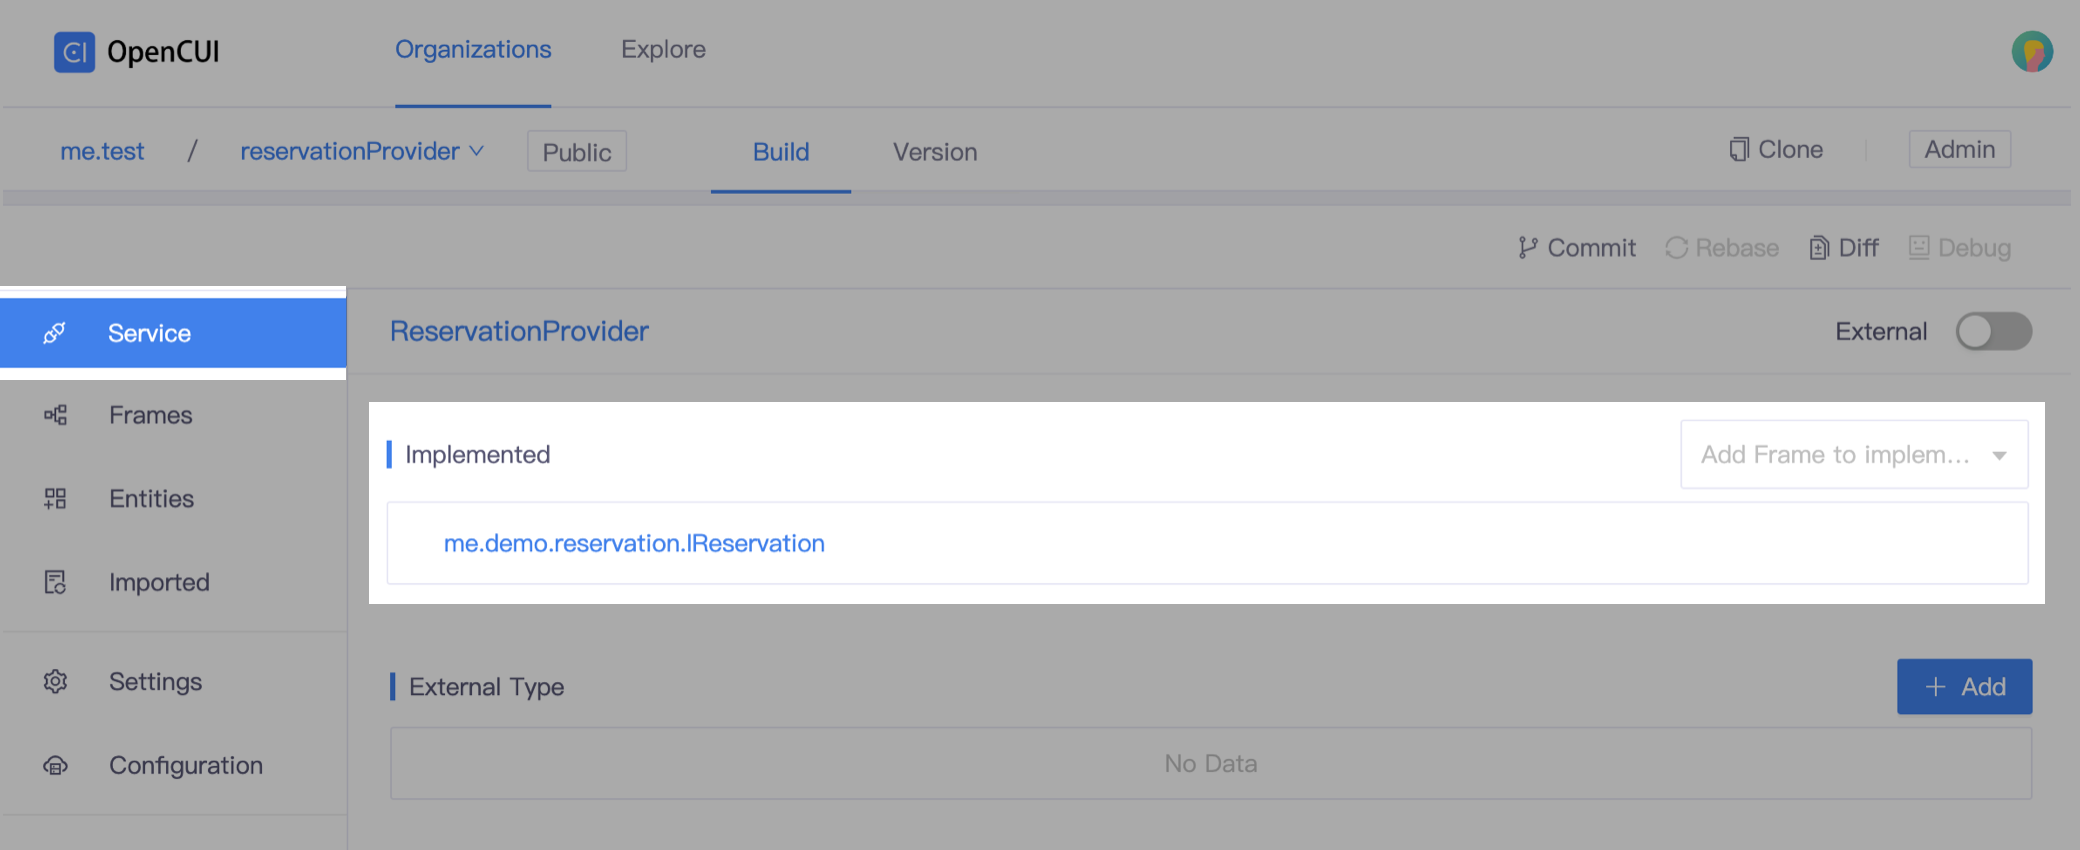 OpenCUI
Organizations
Explore
me.test / reservationProvider
Public
Build
Version
Clone
Admin
Commit
Rebase
Diff
Debug
Service
ReservationProvider
External
Frames
Implemented
Add Frame to implem...
Entities
me.demo.reservation.IReservation
Imported
Settings
External Type
+ Add
Configuration
No Data